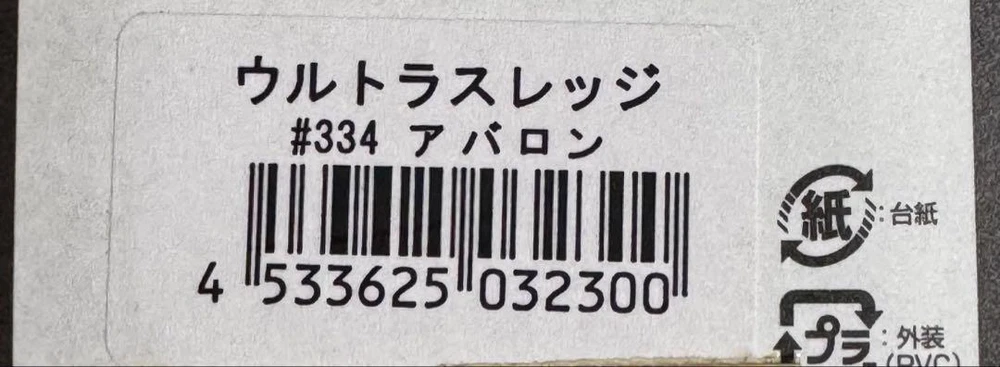 ウルトラスレッジ
#334 アバロン
4 533625 032300
紙 : 台紙
プラ : 外装
(PVC)